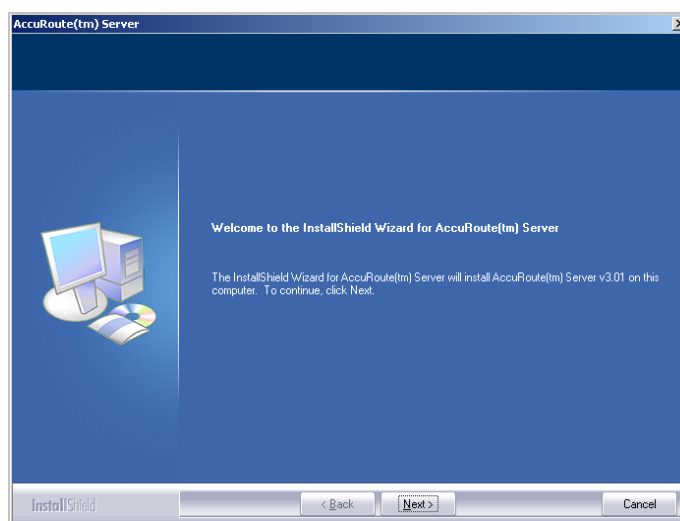 AccuRoute(tm) Server
Welcome to the InstallShield Wizard for AccuRoute(tm) Server
The InstallShield Wizard for AccuRoute(tm) Server will install AccuRoute(tm) Server v3.01 on this
computer. To continue, click Next.
InstallShield
< Back
Next >
Cancel